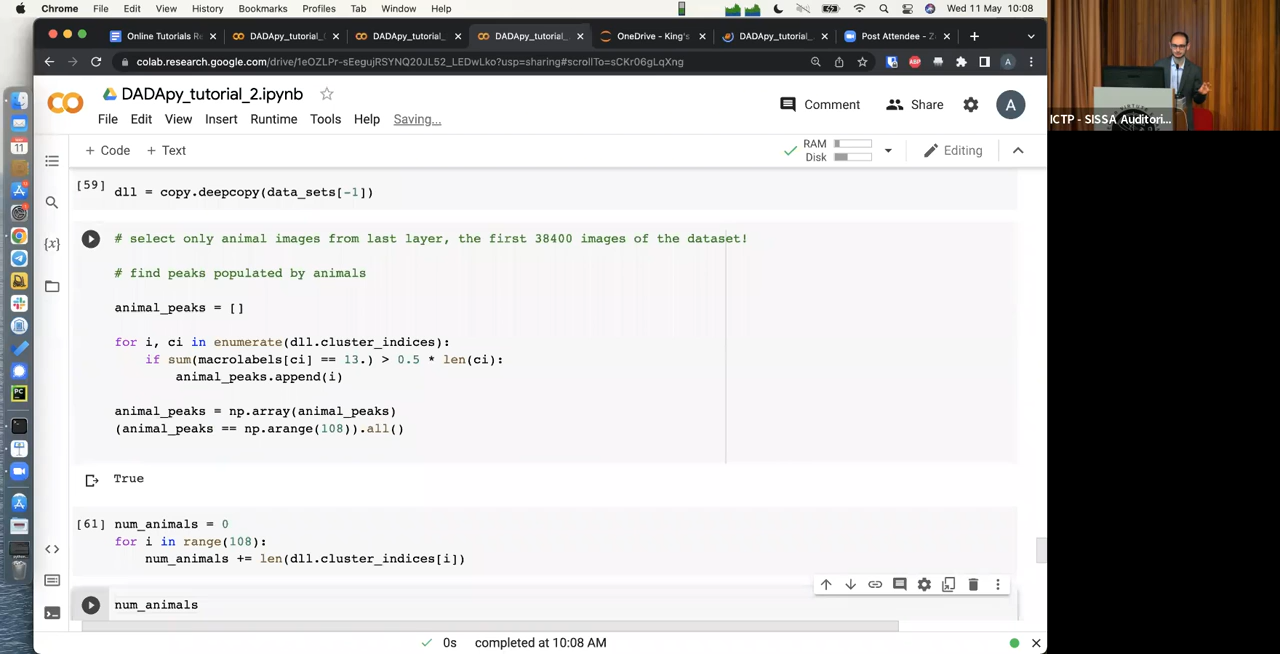 Chrome File Edit View History Bookmarks Profiles Tab Window Help Wed 11 May 10:08
Online Tutorials Re DADApy_tutorial_ DADApy_tutorial_ DADApy_tutorial_ OneDrive - King's DADApy_tutorial_ Post Attendee - Z
colab.research.google.com/drive/1eOZLPr-sEegujRSYNQ20JL52_LEDwLko?usp=sharing#scrollTo=sCKr06gLqXng
ABP
A
DADApy_tutorial_2.ipynb
Comment Share A
File Edit View Insert Runtime Tools Help Saving...
+ Code + Text
RAM
Disk
Editing
[59] dll = copy.deepcopy(data_sets[-1])
# select only animal images from last layer, the first 38400 images of the dataset!
# find peaks populated by animals
animal_peaks = []
for i, ci in enumerate(dll.cluster_indices):
if sum(macrolabels[ci] == 13.) > 0.5 * len(ci):
animal_peaks.append(i)
animal_peaks = np.array(animal_peaks)
(animal_peaks == np.arange(108)).all()
True
[61] num_animals = 0
for i in range(108):
num_animals += len(dll.cluster_indices[i])
num_animals
0s completed at 10:08 AM
{x}
11
PC
ICTP - SISSA Auditori...